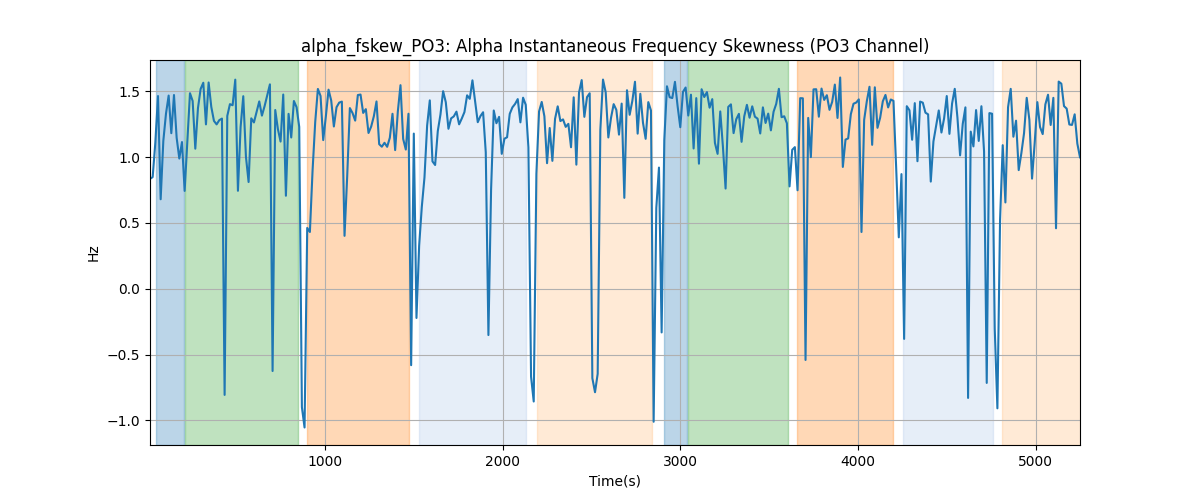 alpha_fskew_PO3: Alpha Instantaneous Frequency Skewness (PO3 Channel)
1.5
1.0
0.5
0.0
−0.5
−1.0
Hz
1000 2000 3000 4000 5000
Time(s)